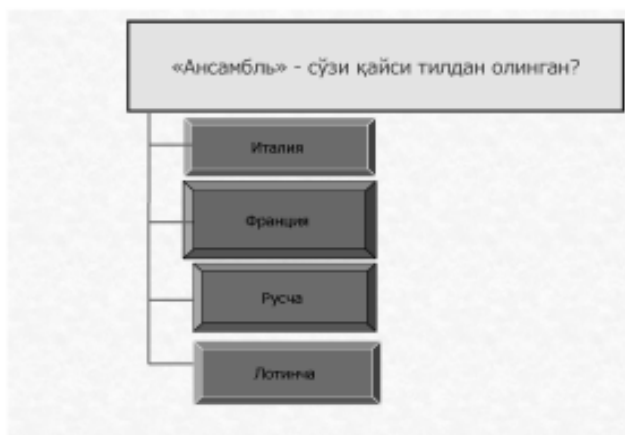 «Ансамбль» - сўзи қайси тилдан олинган?
Италия
Франция
Русча
Лотинча